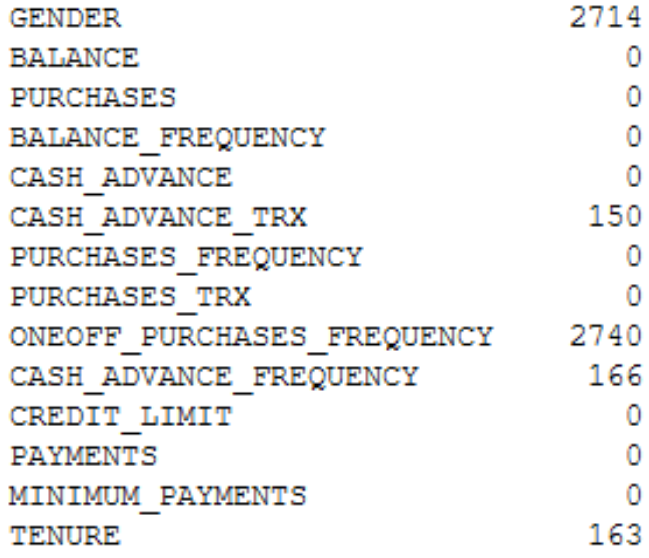 GENDER 2714
BALANCE 0
PURCHASES 0
BALANCE_FREQUENCY 0
CASH_ADVANCE 0
CASH_ADVANCE_TRX 150
PURCHASES_FREQUENCY 0
PURCHASES_TRX 0
ONEOFF_PURCHASES_FREQUENCY 2740
CASH_ADVANCE_FREQUENCY 166
CREDIT_LIMIT 0
PAYMENTS 0
MINIMUM_PAYMENTS 0
TENURE 163